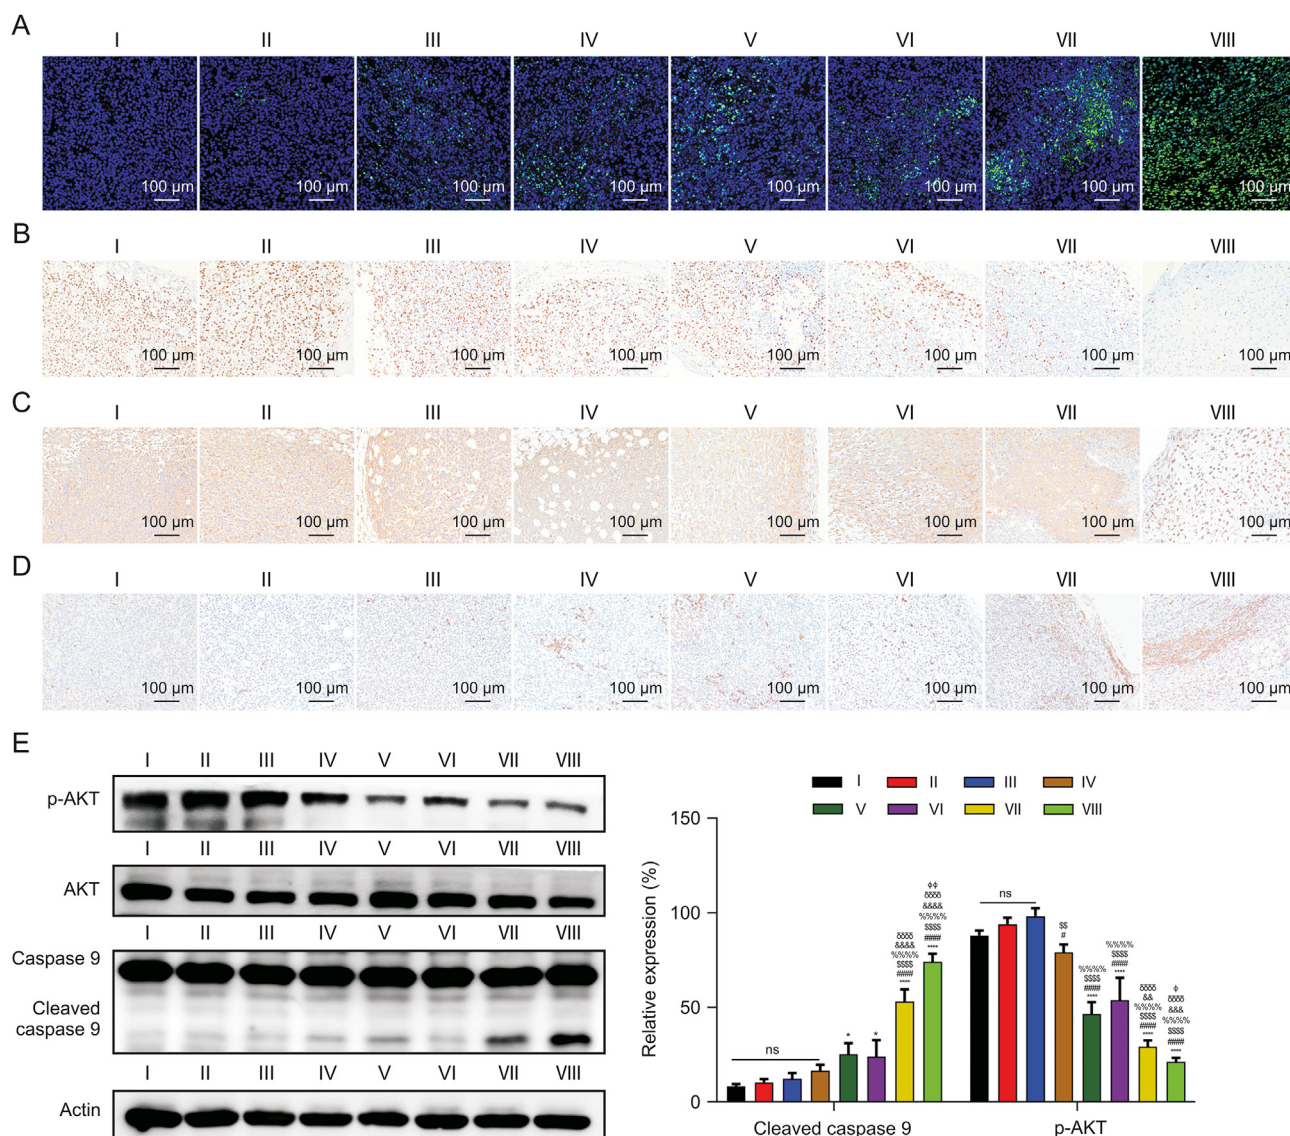 A
I II III IV V VI VII VIII
100 µm 100 µm 100 µm 100 µm 100 µm 100 µm 100 µm 100 µm
B
I II III IV V VI VII VIII
100 µm 100 µm 100 µm 100 µm 100 µm 100 µm 100 µm 100 µm
C
I II III IV V VI VII VIII
100 µm 100 µm 100 µm 100 µm 100 µm 100 µm 100 µm 100 µm
D
I II III IV V VI VII VIII
100 µm 100 µm 100 µm 100 µm 100 µm 100 µm 100 µm 100 µm
E
I II III IV V VI VII VIII
p-AKT
I II III IV V VI VII VIII
AKT
I II III IV V VI VII VIII
Caspase 9
Cleaved
caspase 9
I II III IV V VI VII VIII
Actin
I II III IV
V VI VII VIII
Relative expression (%)
150
100
50
0
ns
*
*
δδδδ
&&&&
%%%%
$$$$
####
****
ϕϕ
δδδδ
&&&&
%%%%
$$$$
####
****
ns
$$
#
%%%%
$$$$
####
****
%%%%
$$$$
####
****
δδδδ
&&
%%%%
$$$$
####
****
ϕ
δδδδ
&&&
%%%%
$$$$
####
****
Cleaved caspase 9
p-AKT